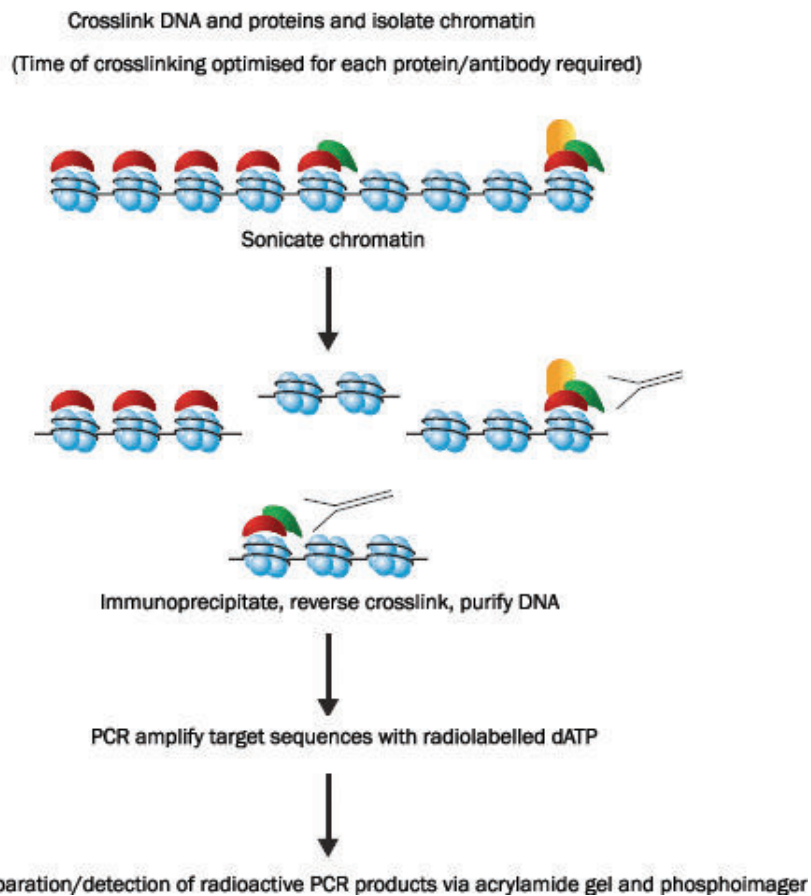 Crosslink DNA and proteins and isolate chromatin
(Time of crosslinking optimised for each protein/antibody required)
Sonicate chromatin
Immunoprecipitate, reverse crosslink, purify DNA
PCR amplify target sequences with radiolabelled dATP
paration/detection of radioactive PCR products via acrylamide gel and phosphoimager